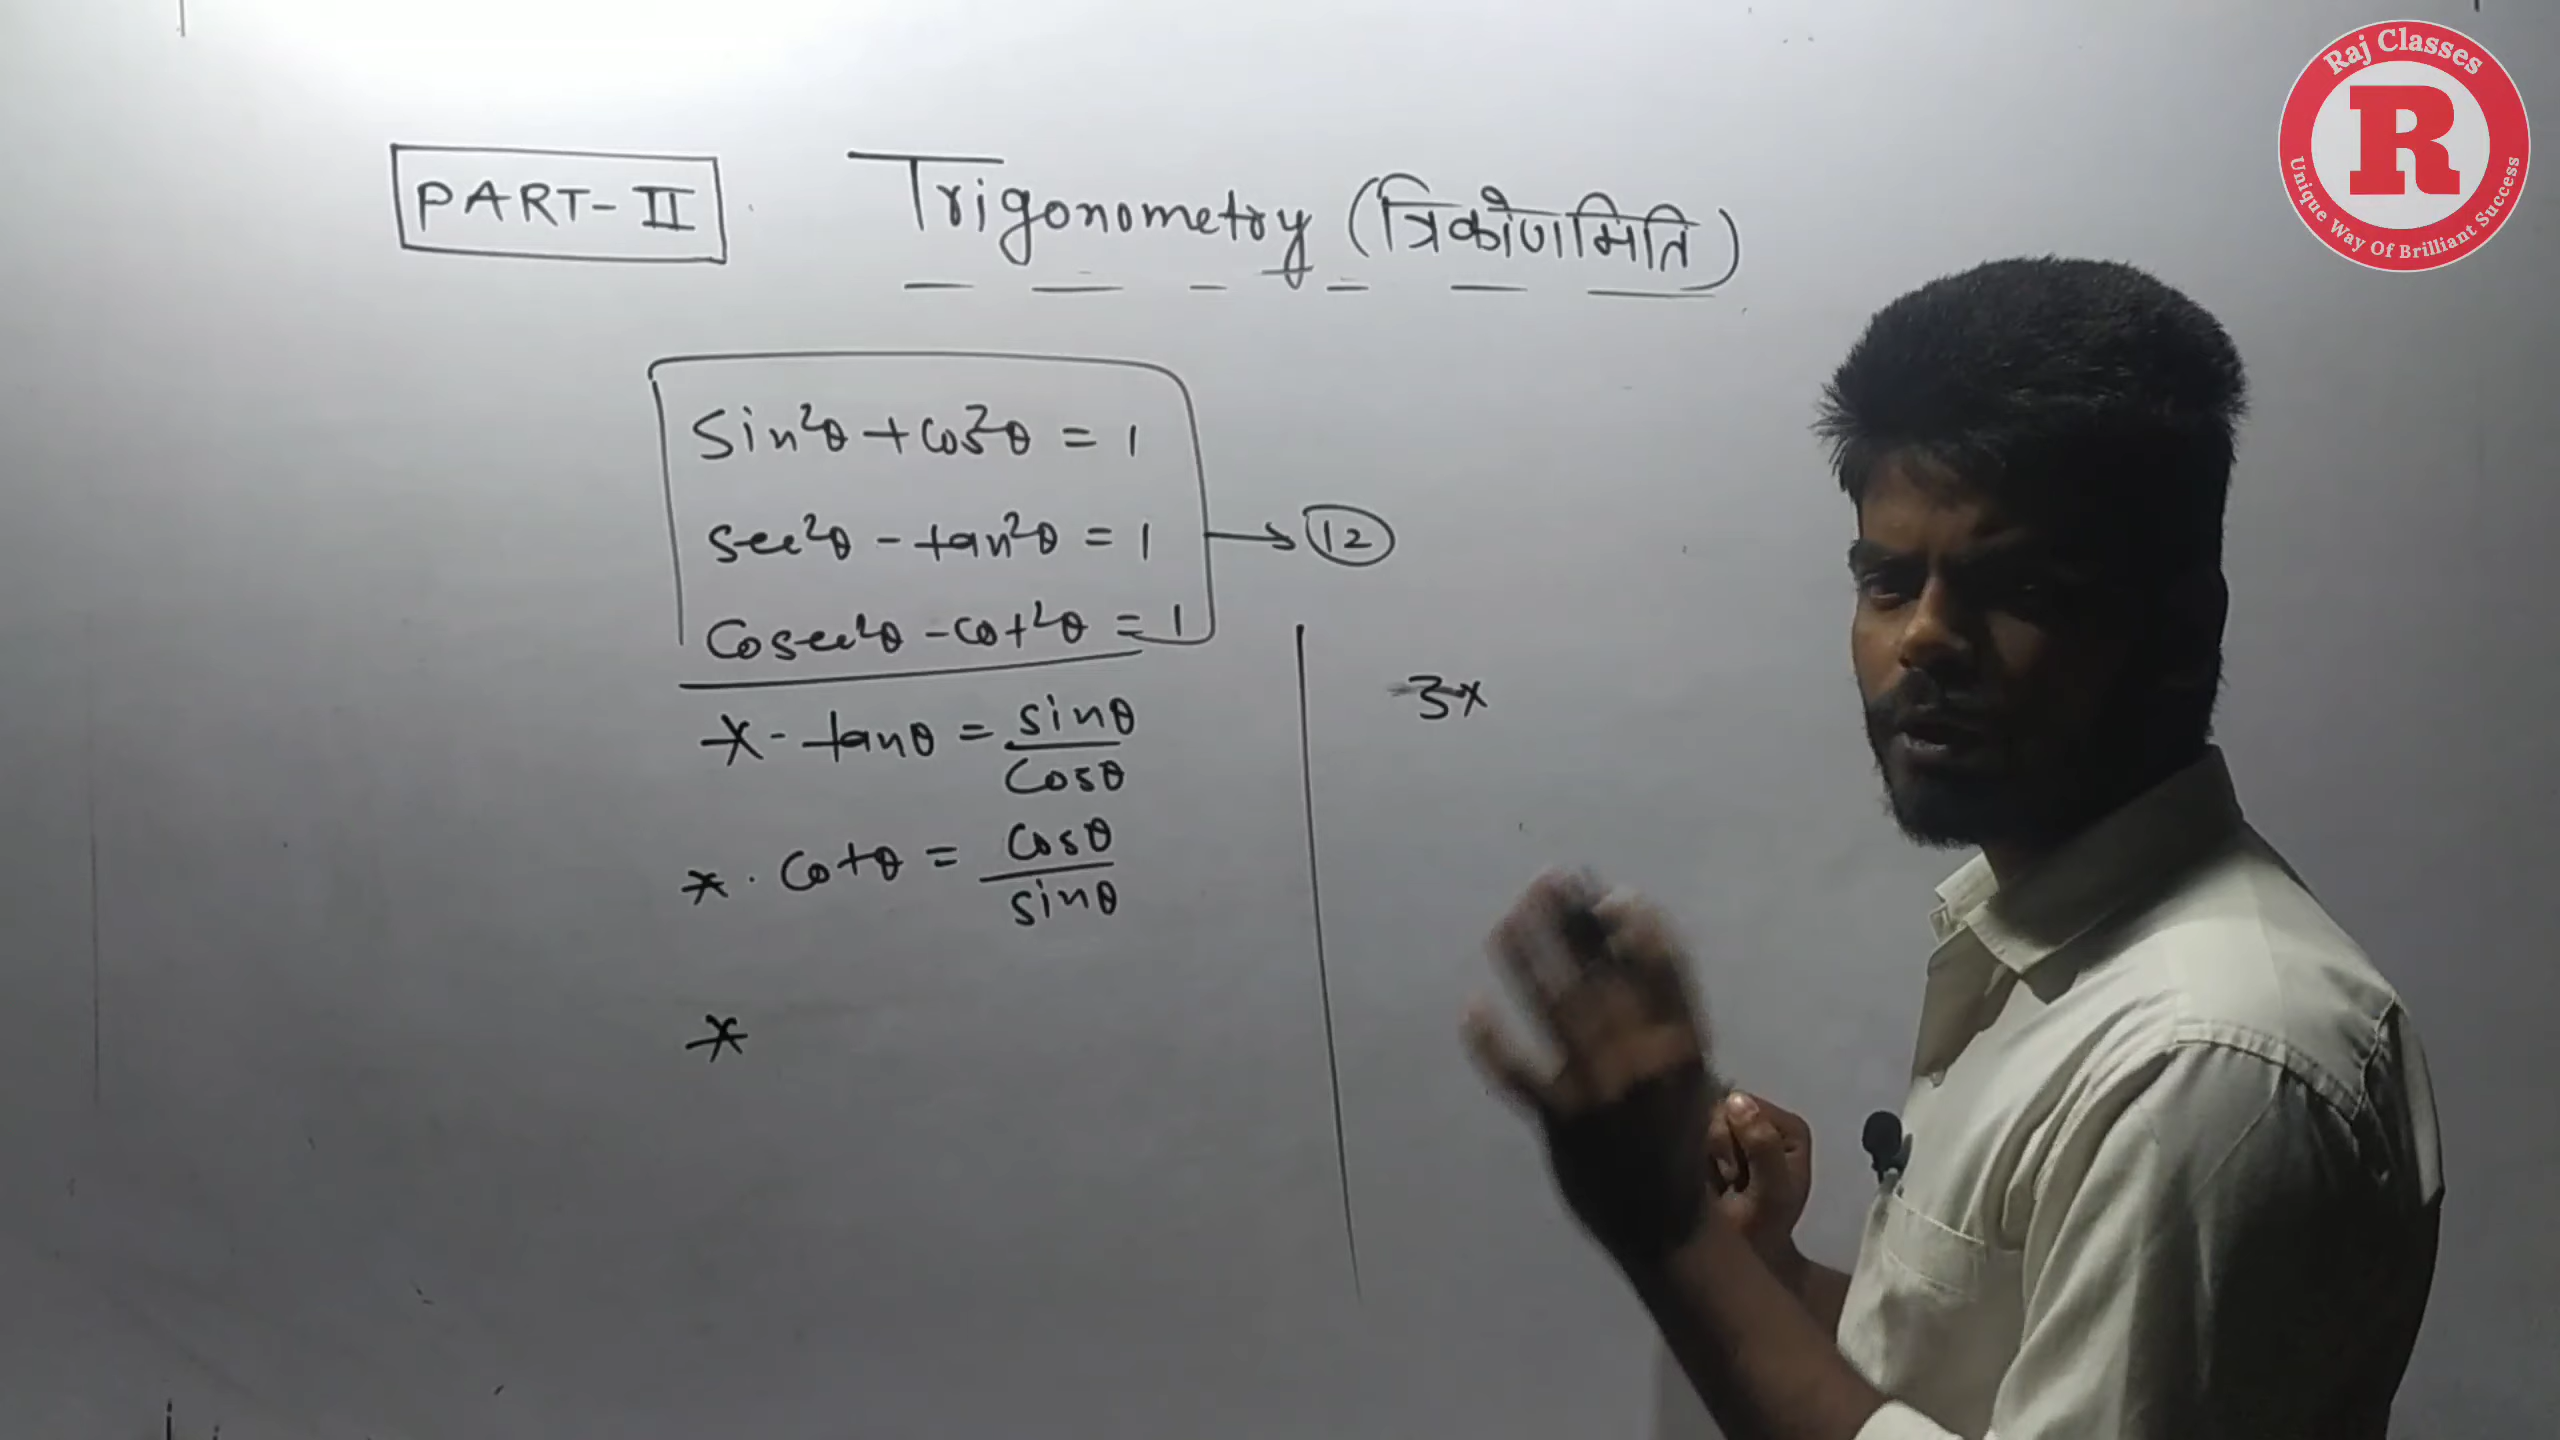 PART-II
Trigonometry (त्रिकोणमिति)
Sin²θ + Cos²θ = 1
sec²θ - tan²θ = 1
Cosec²θ - Cot²θ = 1
→ 12
* · tanθ = sinθ / Cosθ
* · Cotθ = Cosθ / sinθ
*
3x
Raj Classes
R
Unique Way Of Brilliant Success